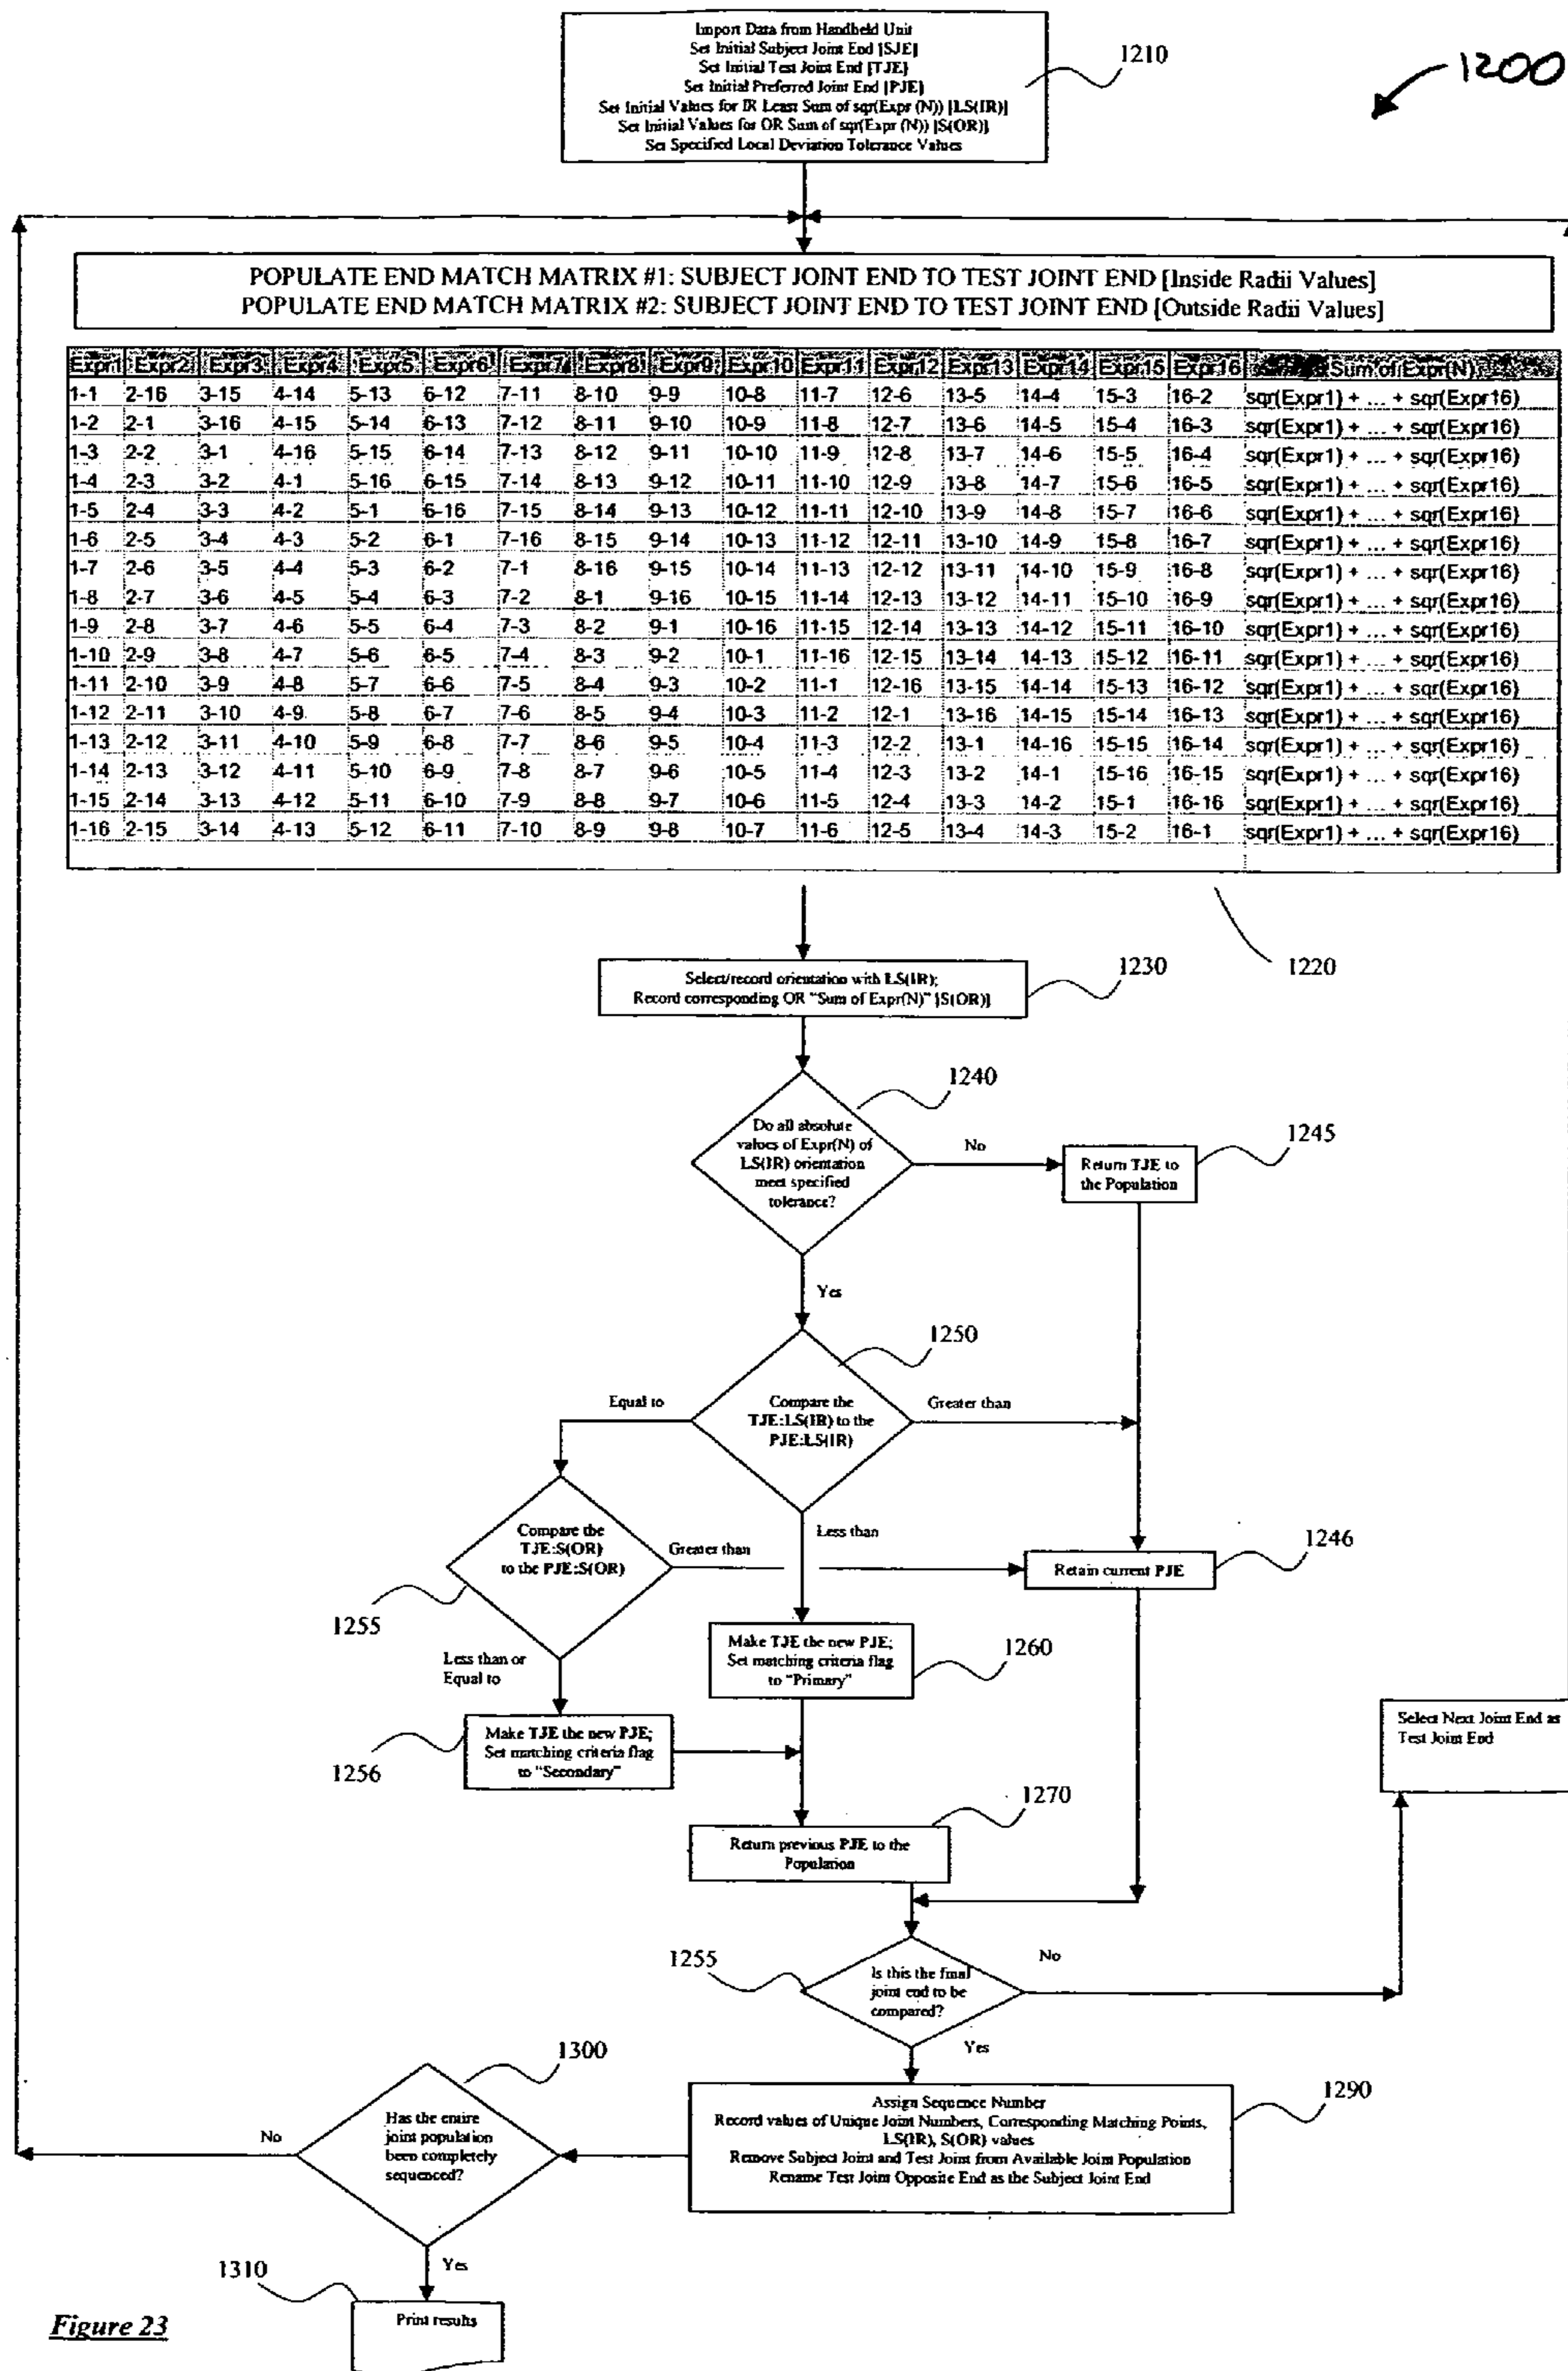 Import Data from Handheld Unit
Set Initial Subject Joint End [SJE]
Set Initial Test Joint End [TJE]
Set Initial Preferred Joint End [PJE]
Set Initial Values for IR Least Sum of sqr(Expr (N)) [LS(IR)]
Set Initial Values for OR Sum of sqr(Expr (N)) [S(OR)]
Set Specified Local Deviation Tolerance Values
1210
1200
POPULATE END MATCH MATRIX #1: SUBJECT JOINT END TO TEST JOINT END [Inside Radii Values]
POPULATE END MATCH MATRIX #2: SUBJECT JOINT END TO TEST JOINT END [Outside Radii Values]
Expr1 Expr2 Expr3 Expr4 Expr5 Expr6 Expr7 Expr8 Expr9 Expr10 Expr11 Expr12 Expr13 Expr14 Expr15 Expr16 Sum of Expr(N)
1-1 2-16 3-15 4-14 5-13 6-12 7-11 8-10 9-9 10-8 11-7 12-6 13-5 14-4 15-3 16-2 sqr(Expr1) + ... + sqr(Expr16)
1-2 2-1 3-16 4-15 5-14 6-13 7-12 8-11 9-10 10-9 11-8 12-7 13-6 14-5 15-4 16-3 sqr(Expr1) + ... + sqr(Expr16)
1-3 2-2 3-1 4-16 5-15 6-14 7-13 8-12 9-11 10-10 11-9 12-8 13-7 14-6 15-5 16-4 sqr(Expr1) + ... + sqr(Expr16)
1-4 2-3 3-2 4-1 5-16 6-15 7-14 8-13 9-12 10-11 11-10 12-9 13-8 14-7 15-6 16-5 sqr(Expr1) + ... + sqr(Expr16)
1-5 2-4 3-3 4-2 5-1 6-16 7-15 8-14 9-13 10-12 11-11 12-10 13-9 14-8 15-7 16-6 sqr(Expr1) + ... + sqr(Expr16)
1-6 2-5 3-4 4-3 5-2 6-1 7-16 8-15 9-14 10-13 11-12 12-11 13-10 14-9 15-8 16-7 sqr(Expr1) + ... + sqr(Expr16)
1-7 2-6 3-5 4-4 5-3 6-2 7-1 8-16 9-15 10-14 11-13 12-12 13-11 14-10 15-9 16-8 sqr(Expr1) + ... + sqr(Expr16)
1-8 2-7 3-6 4-5 5-4 6-3 7-2 8-1 9-16 10-15 11-14 12-13 13-12 14-11 15-10 16-9 sqr(Expr1) + ... + sqr(Expr16)
1-9 2-8 3-7 4-6 5-5 6-4 7-3 8-2 9-1 10-16 11-15 12-14 13-13 14-12 15-11 16-10 sqr(Expr1) + ... + sqr(Expr16)
1-10 2-9 3-8 4-7 5-6 6-5 7-4 8-3 9-2 10-1 11-16 12-15 13-14 14-13 15-12 16-11 sqr(Expr1) + ... + sqr(Expr16)
1-11 2-10 3-9 4-8 5-7 6-6 7-5 8-4 9-3 10-2 11-1 12-16 13-15 14-14 15-13 16-12 sqr(Expr1) + ... + sqr(Expr16)
1-12 2-11 3-10 4-9 5-8 6-7 7-6 8-5 9-4 10-3 11-2 12-1 13-16 14-15 15-14 16-13 sqr(Expr1) + ... + sqr(Expr16)
1-13 2-12 3-11 4-10 5-9 6-8 7-7 8-6 9-5 10-4 11-3 12-2 13-1 14-16 15-15 16-14 sqr(Expr1) + ... + sqr(Expr16)
1-14 2-13 3-12 4-11 5-10 6-9 7-8 8-7 9-6 10-5 11-4 12-3 13-2 14-1 15-16 16-15 sqr(Expr1) + ... + sqr(Expr16)
1-15 2-14 3-13 4-12 5-11 6-10 7-9 8-8 9-7 10-6 11-5 12-4 13-3 14-2 15-1 16-16 sqr(Expr1) + ... + sqr(Expr16)
1-16 2-15 3-14 4-13 5-12 6-11 7-10 8-9 9-8 10-7 11-6 12-5 13-4 14-3 15-2 16-1 sqr(Expr1) + ... + sqr(Expr16)
1220
Select/record orientation with LS(IR);
Record corresponding OR "Sum of Expr(N)" [S(OR)]
1230
1240
Do all absolute
values of Expr(N) of
LS(IR) orientation
meet specified
tolerance?
No
Return TJE to
the Population
1245
Yes
1250
Equal to
Compare the
TJE:LS(IR) to the
PJE:LS(IR)
Greater than
Less than
Compare the
TJE:S(OR)
to the PJE:S(OR)
Greater than
Retain current PJE
1246
1255
Less than or
Equal to
Make TJE the new PJE;
Set matching criteria flag
to "Primary"
1260
Make TJE the new PJE;
Set matching criteria flag
to "Secondary"
1256
Select Next Joint End as
Test Joint End
1270
Return previous PJE to the
Population
1255
Is this the final
joint end to be
compared?
No
Yes
1300
Has the entire
joint population
been completely
sequenced?
No
Assign Sequence Number
Record values of Unique Joint Numbers, Corresponding Matching Points,
LS(IR), S(OR) values
Remove Subject Joint and Test Joint from Available Joint Population
Rename Test Joint Opposite End as the Subject Joint End
1290
Yes
1310
Print results
Figure 23